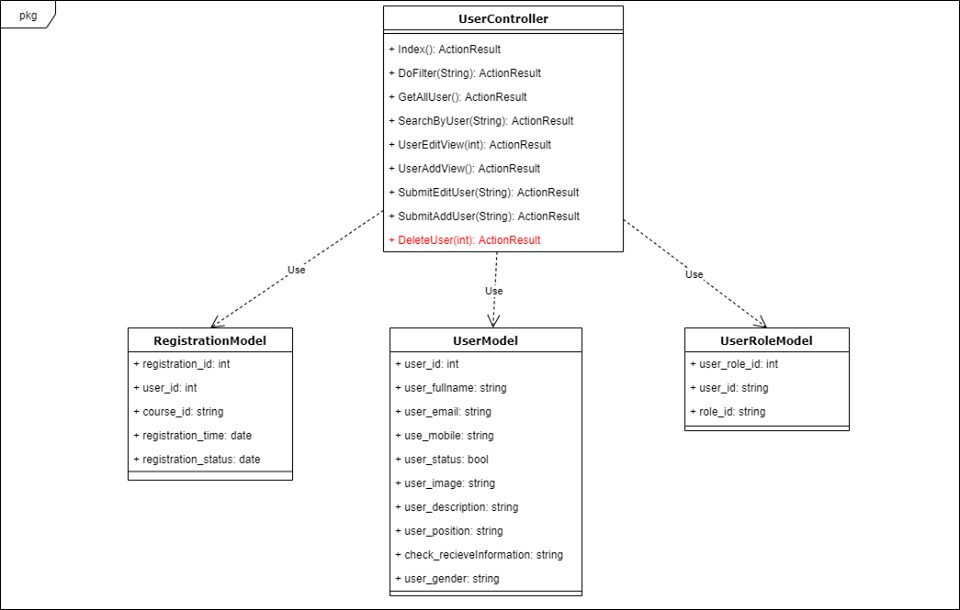 pkg
UserController
+ Index(): ActionResult
+ DoFilter(String): ActionResult
+ GetAllUser(): ActionResult
+ SearchByUser(String): ActionResult
+ UserEditView(int): ActionResult
+ UserAddView(): ActionResult
+ SubmitEditUser(String): ActionResult
+ SubmitAddUser(String): ActionResult
+ DeleteUser(int): ActionResult
Use
Use
Use
RegistrationModel
+ registration_id: int
+ user_id: int
+ course_id: string
+ registration_time: date
+ registration_status: date
UserModel
+ user_id: int
+ user_fullname: string
+ user_email: string
+ use_mobile: string
+ user_status: bool
+ user_image: string
+ user_description: string
+ user_position: string
+ check_recieveInformation: string
+ user_gender: string
UserRoleModel
+ user_role_id: int
+ user_id: string
+ role_id: string